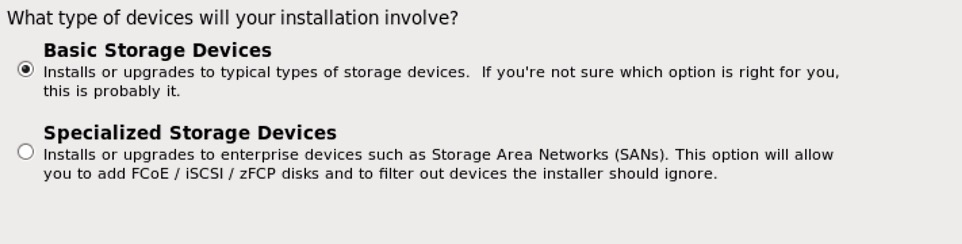 What type of devices will your installation involve?
Basic Storage Devices
Installs or upgrades to typical types of storage devices.  If you're not sure which option is right for you,
this is probably it.
Specialized Storage Devices
Installs or upgrades to enterprise devices such as Storage Area Networks (SANs). This option will allow
you to add FCoE / iSCSI / zFCP disks and to filter out devices the installer should ignore.